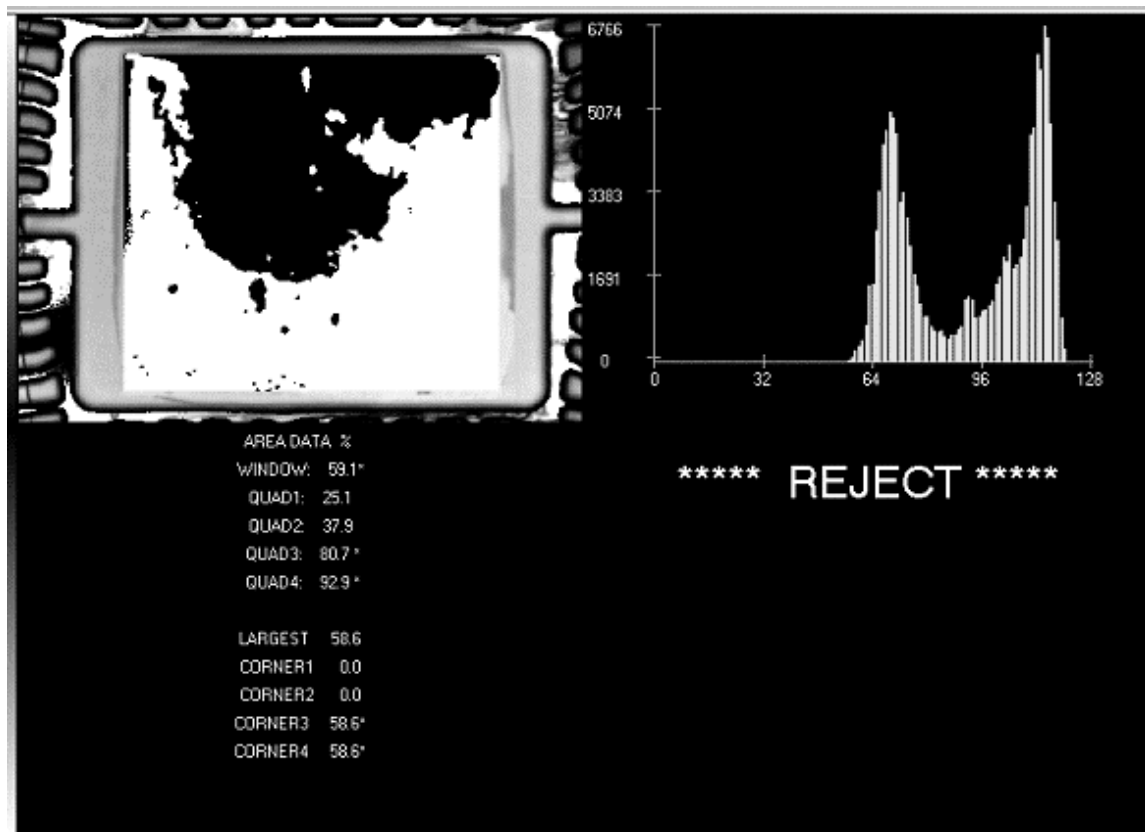 6766
5074
3383
1691
0
0 32 64 96 128
AREA DATA %
WINDOW: 59.1*
QUAD1: 25.1
QUAD2: 37.9
QUAD3: 80.7 *
QUAD4: 92.9 *
LARGEST 58.6
CORNER1 0.0
CORNER2 0.0
CORNER3 58.6*
CORNER4 58.6*
***** REJECT *****